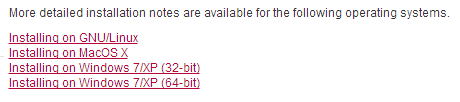 More detailed installation notes are available for the following operating systems.
Installing on GNU/Linux
Installing on MacOS X
Installing on Windows 7/XP (32-bit)
Installing on Windows 7/XP (64-bit)